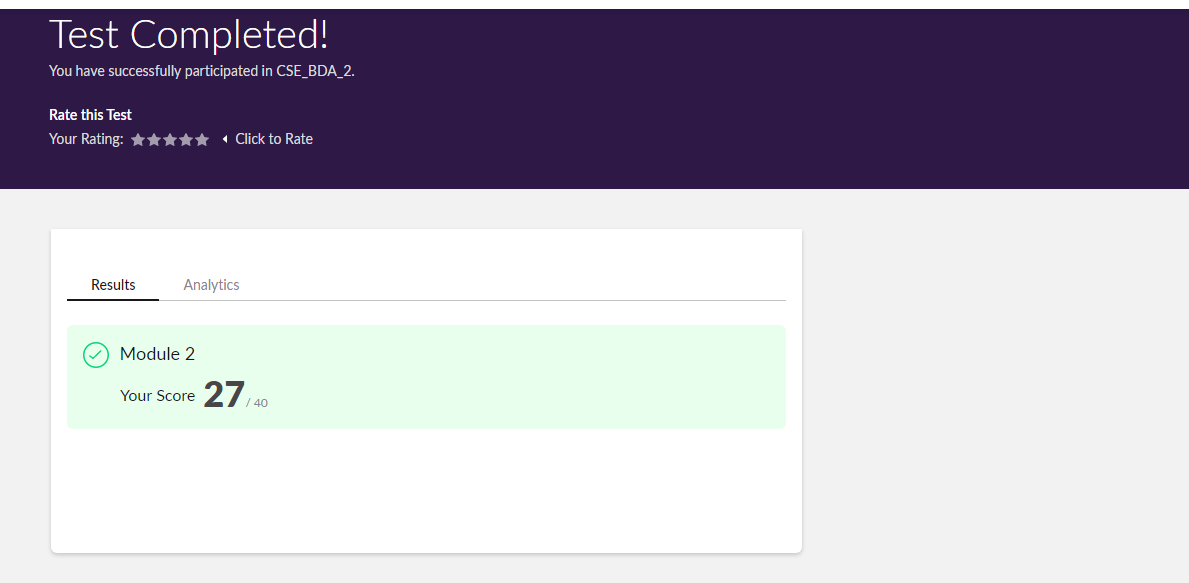 Test Completed!
You have successfully participated in CSE_BDA_2.
Rate this Test
Your Rating: Click to Rate
Results Analytics
Module 2
Your Score 27 / 40